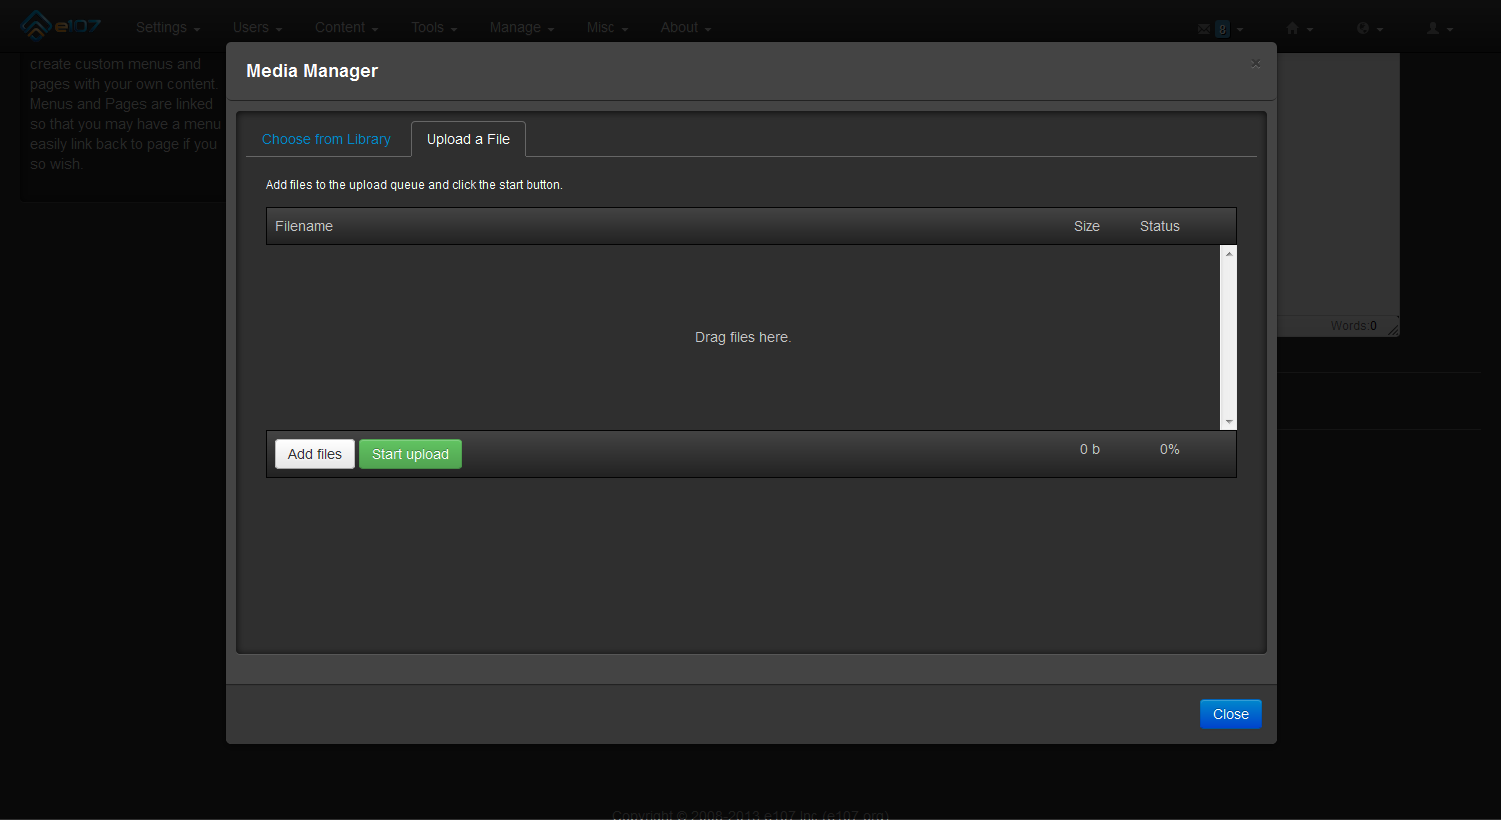 e107 Settings Users Content Tools Manage Misc About 8
create custom menus and
pages with your own content.
Menus and Pages are linked
so that you may have a menu
easily link back to page if you
so wish.
Media Manager ×
Choose from Library Upload a File
Add files to the upload queue and click the start button.
Filename Size Status
Drag files here.
Add files Start upload 0 b 0%
Words:0
Close
Copyright © 2008-2013 e107 Inc (e107.org)